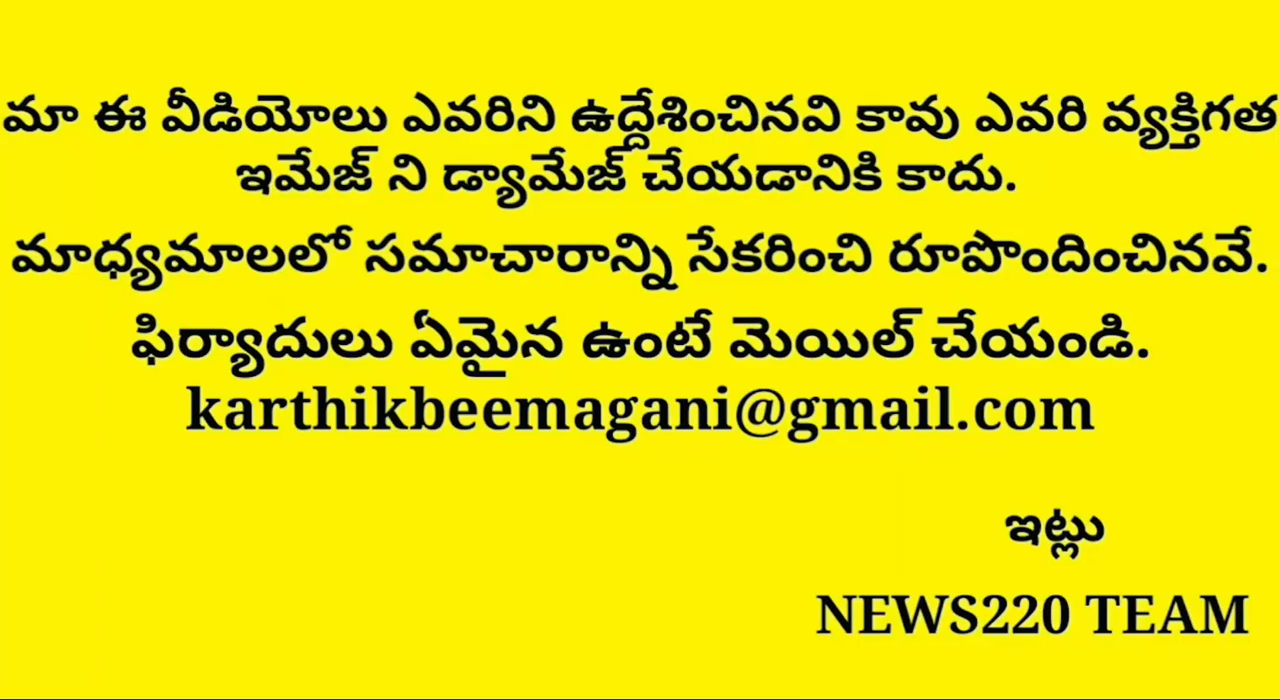 మా ఈ వీడియోలు ఎవరిని ఉద్దేశించినవి కావు ఎవరి వ్యక్తిగత
ఇమేజ్ ని డ్యామేజ్ చేయడానికి కాదు.
మాధ్యమాలలో సమాచారాన్ని సేకరించి రూపొందించినవే.
ఫిర్యాదులు ఏమైన ఉంటే మెయిల్ చేయండి.
karthikbeemagani@gmail.com
ఇట్లు
NEWS220 TEAM